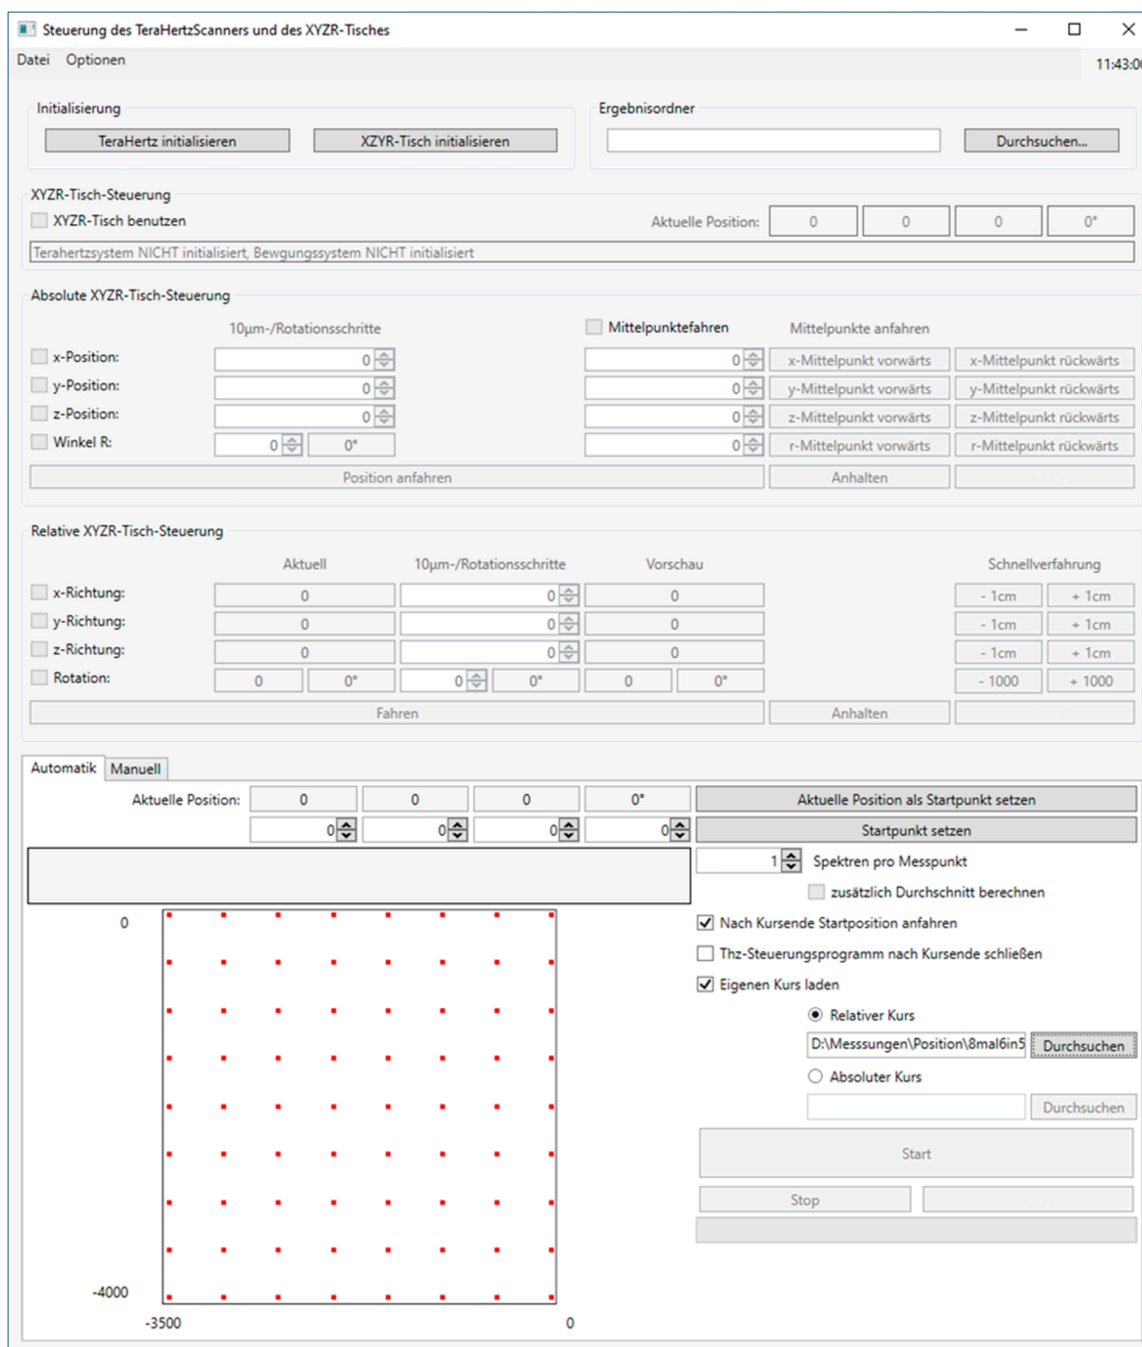 Steuerung des TeraHertzScanners und des XYZR-Tisches
Datei Optionen 11:43:0
Initialisierung Ergebnisordner
TeraHertz initialisieren XZYR-Tisch initialisieren Durchsuchen...
XYZR-Tisch-Steuerung
XYZR-Tisch benutzen Aktuelle Position: 0 0 0 0°
Terahertzsystem NICHT initialisiert, Bewgungssystem NICHT initialisiert
Absolute XYZR-Tisch-Steuerung
10µm-/Rotationsschritte Mittelpunktefahren Mittelpunkte anfahren
x-Position: 0 0 x-Mittelpunkt vorwärts x-Mittelpunkt rückwärts
y-Position: 0 0 y-Mittelpunkt vorwärts y-Mittelpunkt rückwärts
z-Position: 0 0 z-Mittelpunkt vorwärts z-Mittelpunkt rückwärts
Winkel R: 0 0° 0 r-Mittelpunkt vorwärts r-Mittelpunkt rückwärts
Position anfahren Anhalten
Relative XYZR-Tisch-Steuerung
Aktuell 10µm-/Rotationsschritte Vorschau Schnellverfahrung
x-Richtung: 0 0 0 - 1cm + 1cm
y-Richtung: 0 0 0 - 1cm + 1cm
z-Richtung: 0 0 0 - 1cm + 1cm
Rotation: 0 0° 0 0° 0 0° - 1000 + 1000
Fahren Anhalten
Automatik Manuell
Aktuelle Position: 0 0 0 0° Aktuelle Position als Startpunkt setzen
0 0 0 0 Startpunkt setzen
1 Spektren pro Messpunkt
zusätzlich Durchschnitt berechnen
0 Nach Kursende Startposition anfahren
Thz-Steuerungsprogramm nach Kursende schließen
Eigenen Kurs laden
Relativer Kurs
D:\Messsungen\Position\8mal6in5 Durchsuchen
Absoluter Kurs
Durchsuchen
Start
Stop
-4000
-3500 0